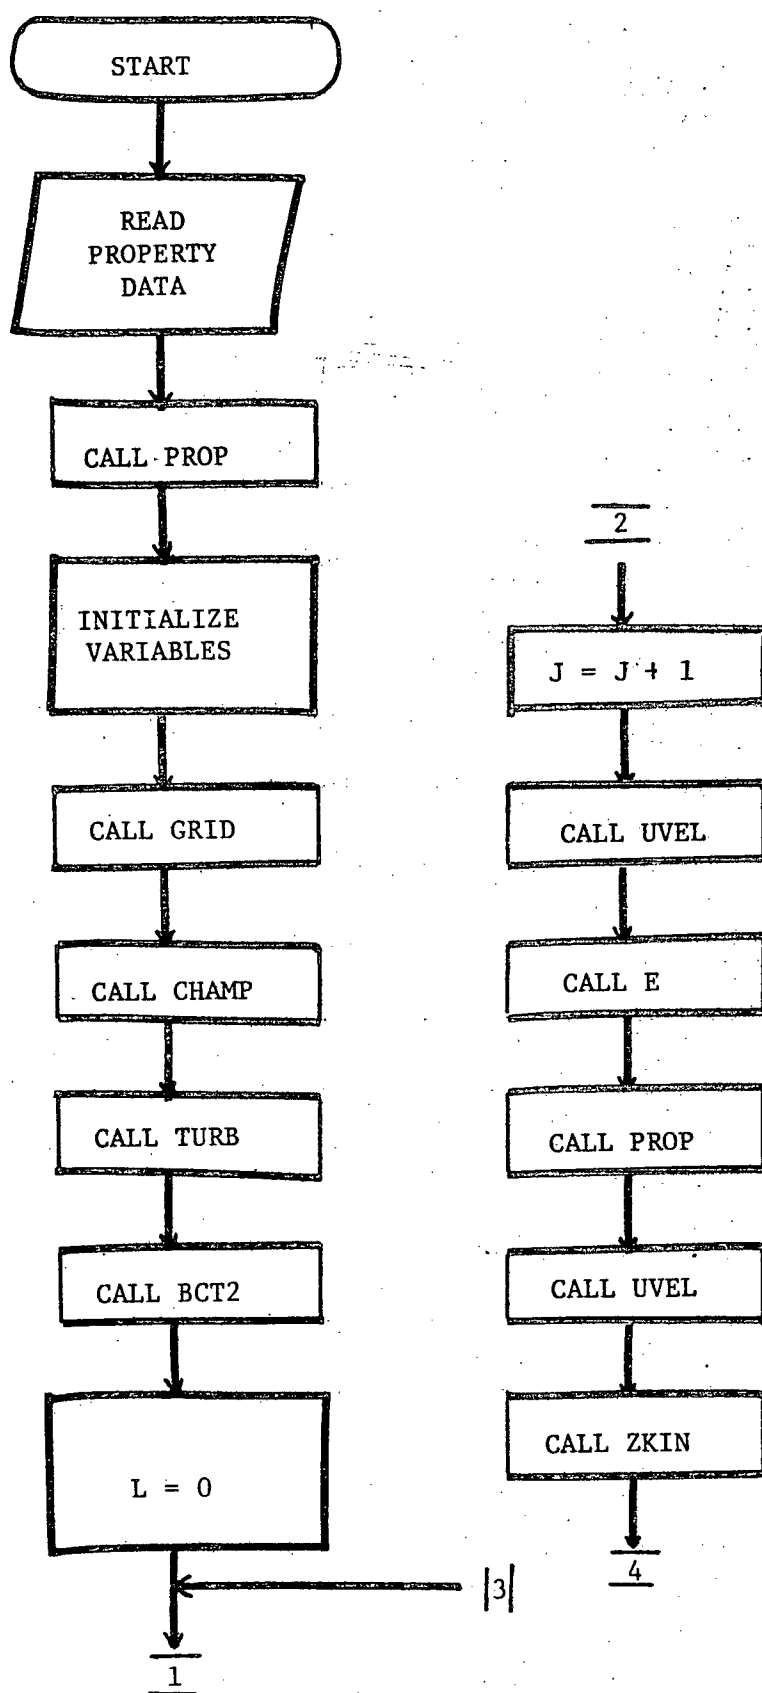 START
READ
PROPERTY
DATA
CALL PROP
INITIALIZE
VARIABLES
CALL GRID
CALL CHAMP
CALL TURB
CALL BCT2
L = 0
3
1
2
J = J + 1
CALL UVEL
CALL E
CALL PROP
CALL UVEL
CALL ZKIN
4